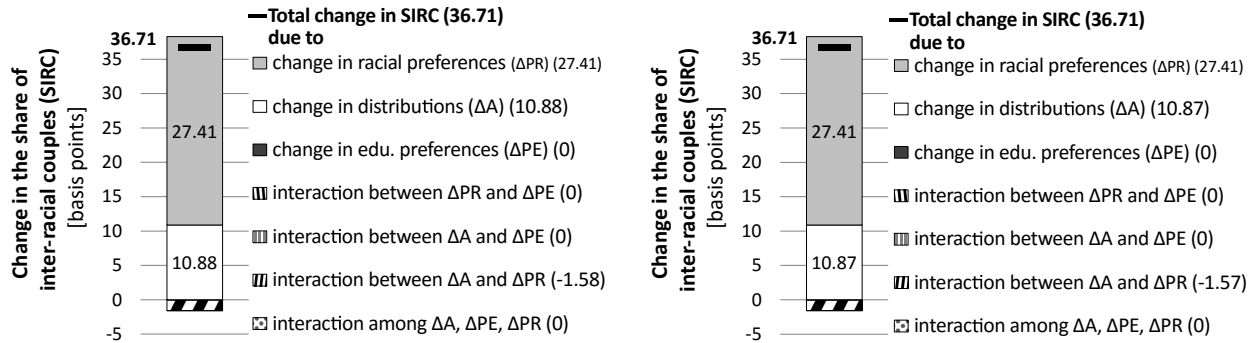 Change in the share of
inter-racial couples (SIRC)
[basis points]
36.71
35
30
25
20
15
10
5
0
-5
27.41
10.88
Total change in SIRC (36.71)
due to
change in racial preferences (ΔPR) (27.41)
change in distributions (ΔA) (10.88)
change in edu. preferences (ΔPE) (0)
interaction between ΔPR and ΔPE (0)
interaction between ΔA and ΔPE (0)
interaction between ΔA and ΔPR (-1.58)
interaction among ΔA, ΔPE, ΔPR (0)
Change in the share of
inter-racial couples (SIRC)
[basis points]
36.71
35
30
25
20
15
10
5
0
-5
27.41
10.87
Total change in SIRC (36.71)
due to
change in racial preferences (ΔPR) (27.41)
change in distributions (ΔA) (10.87)
change in edu. preferences (ΔPE) (0)
interaction between ΔPR and ΔPE (0)
interaction between ΔA and ΔPE (0)
interaction between ΔA and ΔPR (-1.57)
interaction among ΔA, ΔPE, ΔPR (0)